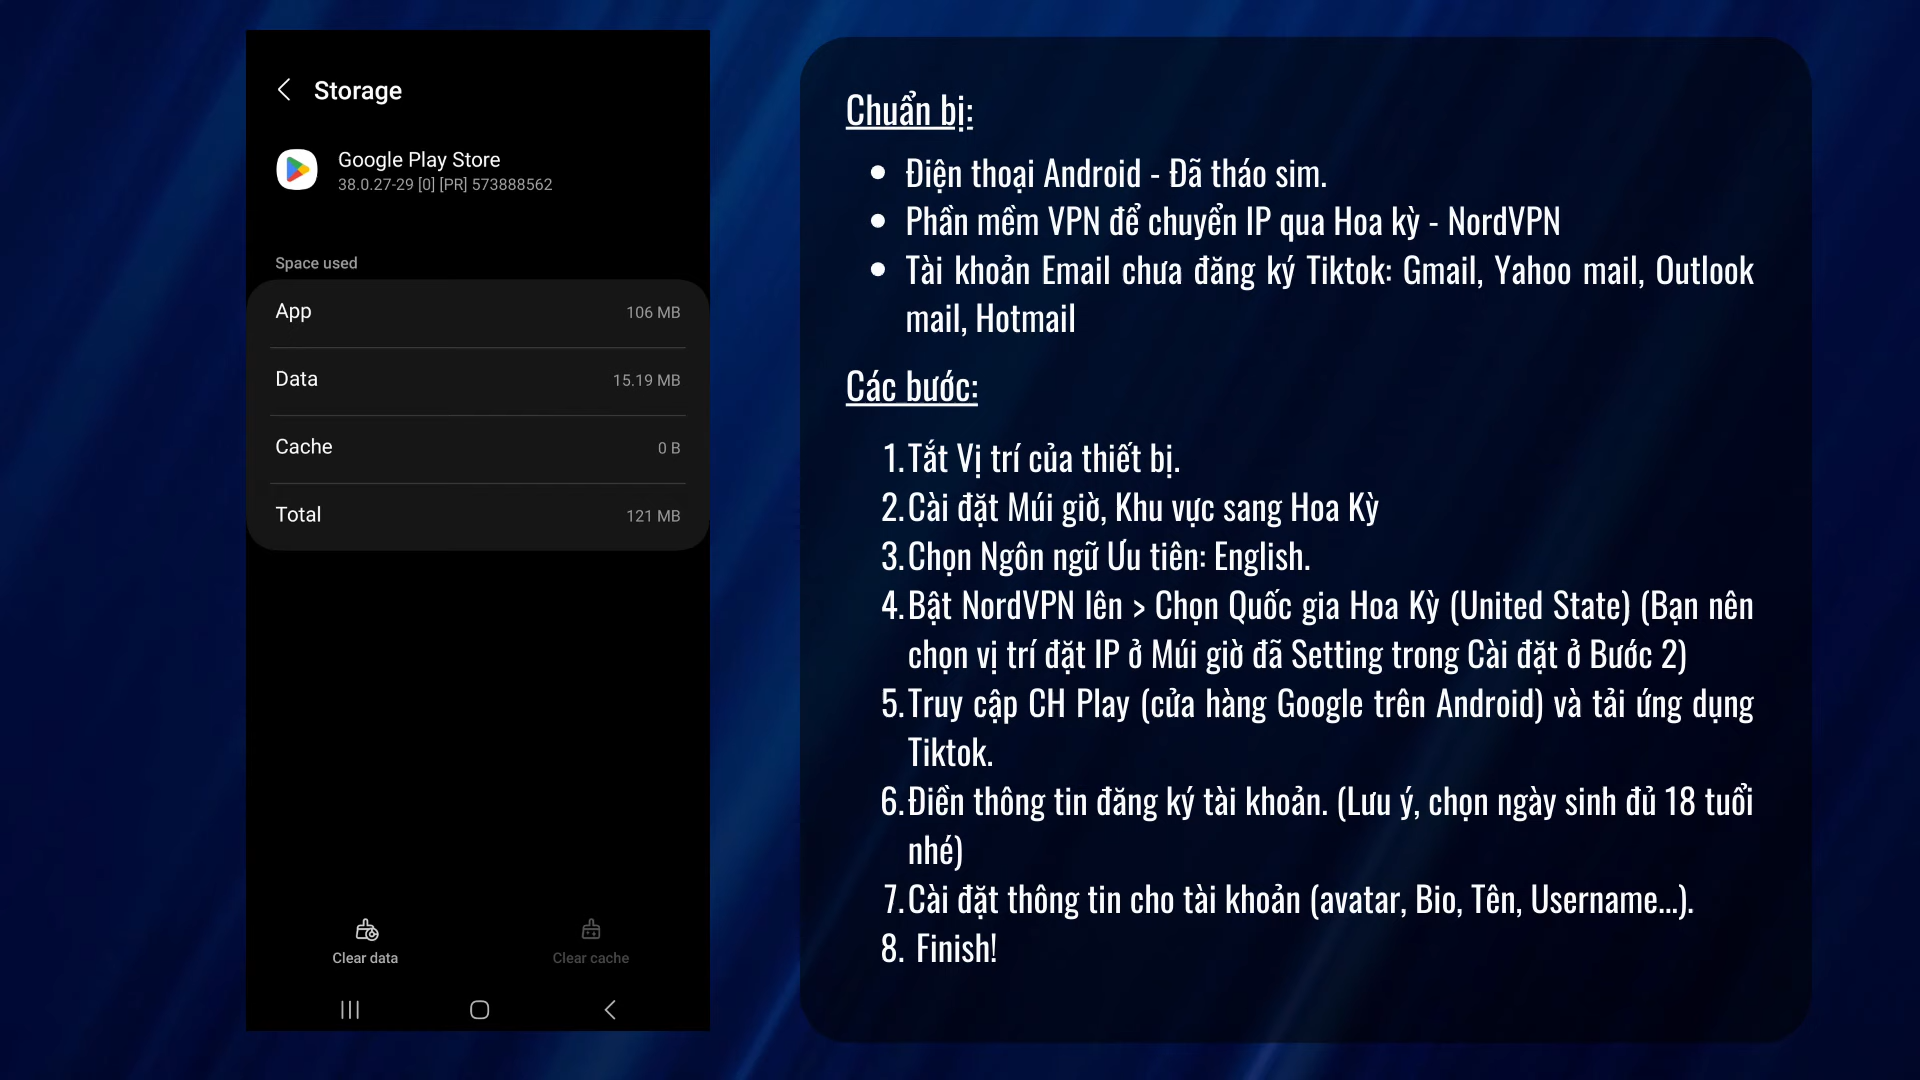 Storage
Google Play Store
38.0.27-29 [0] [PR] 573888562
Space used
App 106 MB
Data 15.19 MB
Cache 0 B
Total 121 MB
Clear data Clear cache
Chuẩn bị:
Điện thoại Android - Đã tháo sim.
Phần mềm VPN để chuyển IP qua Hoa kỳ - NordVPN
Tài khoản Email chưa đăng ký Tiktok: Gmail, Yahoo mail, Outlook
mail, Hotmail
Các bước:
1. Tắt Vị trí của thiết bị.
2. Cài đặt Múi giờ, Khu vực sang Hoa Kỳ
3. Chọn Ngôn ngữ Ưu tiên: English.
4. Bật NordVPN lên > Chọn Quốc gia Hoa Kỳ (United State) (Bạn nên
chọn vị trí đặt IP ở Múi giờ đã Setting trong Cài đặt ở Bước 2)
5. Truy cập CH Play (cửa hàng Google trên Android) và tải ứng dụng
Tiktok.
6. Điền thông tin đăng ký tài khoản. (Lưu ý, chọn ngày sinh đủ 18 tuổi
nhé)
7. Cài đặt thông tin cho tài khoản (avatar, Bio, Tên, Username...).
8. Finish!